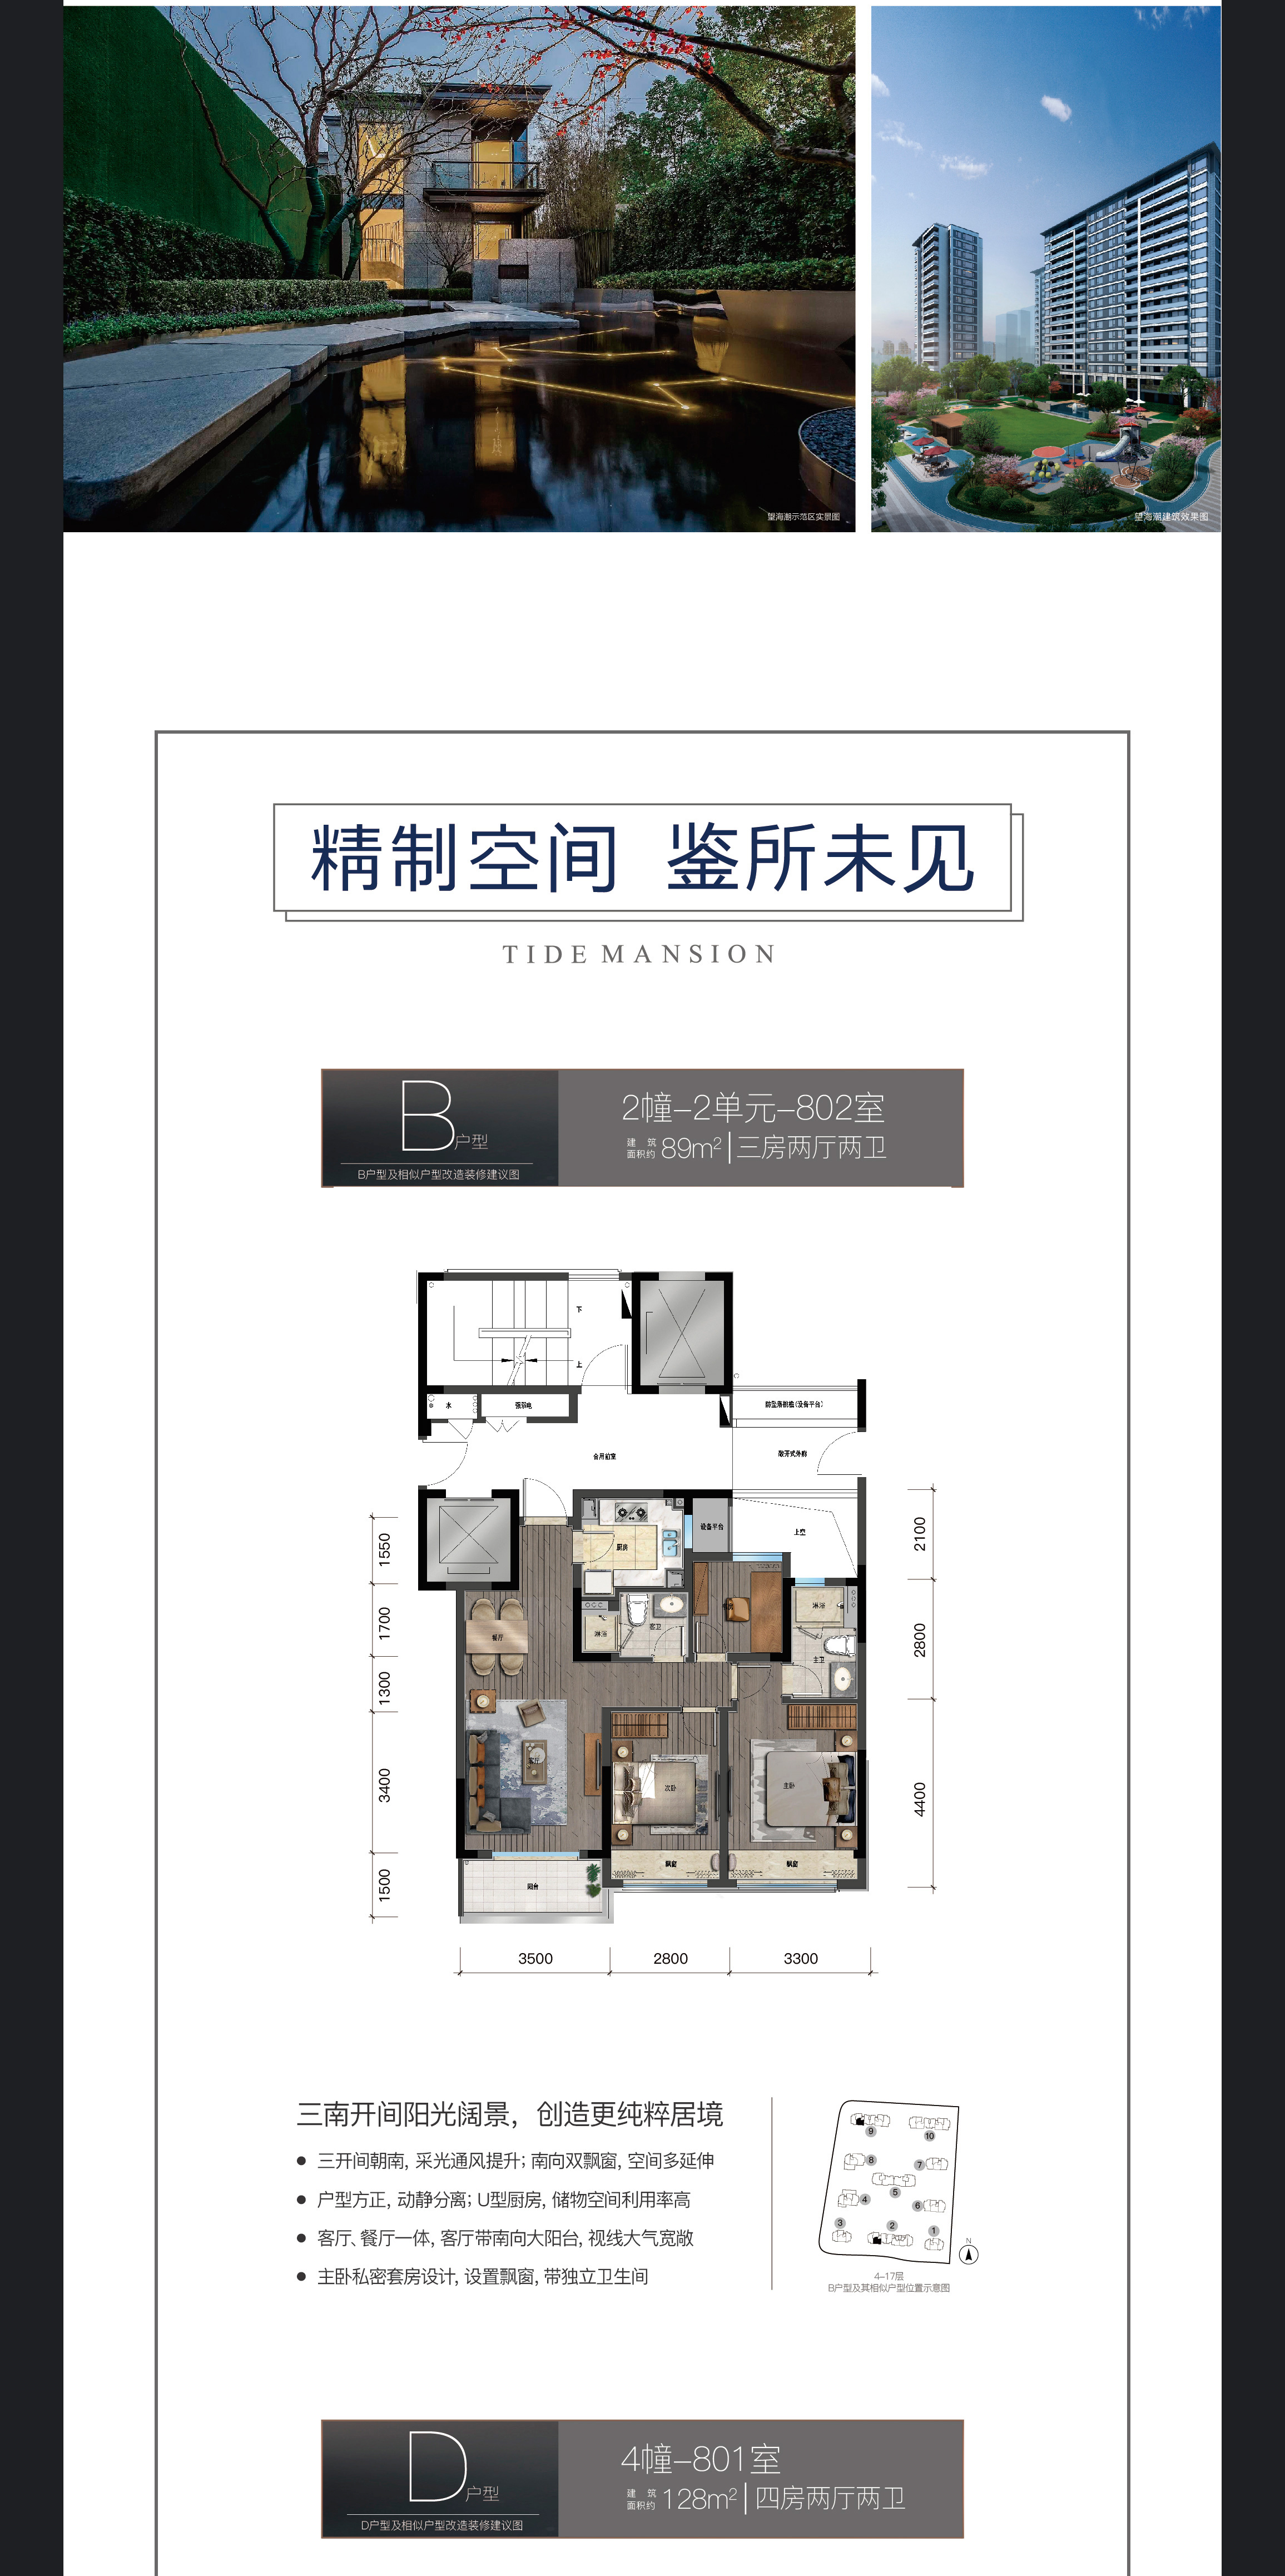 望海潮示范区实景图
望海潮建筑效果图
精制空间 鉴所未见
TIDE MANSION
B户型
B户型及相似户型改造装修建议图
2幢-2单元-802室
建筑面积约 89m² | 三房两厅两卫
下
上
水
强弱电
防坠落棚檐(设备平台)
合用前室
敞开式外廊
设备平台
上空
厨房
淋浴
客卫
淋浴
主卫
餐厅
客厅
次卧
主卧
飘窗
飘窗
阳台
1550
1700
1300
3400
1500
2100
2800
4400
3500
2800
3300
三南开间阳光阔景，创造更纯粹居境
● 三开间朝南, 采光通风提升; 南向双飘窗, 空间多延伸
● 户型方正, 动静分离; U型厨房, 储物空间利用率高
● 客厅、餐厅一体, 客厅带南向大阳台, 视线大气宽敞
● 主卧私密套房设计, 设置飘窗, 带独立卫生间
9
10
8
7
5
4
6
3
2
1
N
4-17层
B户型及其相似户型位置示意图
D户型
D户型及相似户型改造装修建议图
4幢-801室
建筑面积约 128m² | 四房两厅两卫